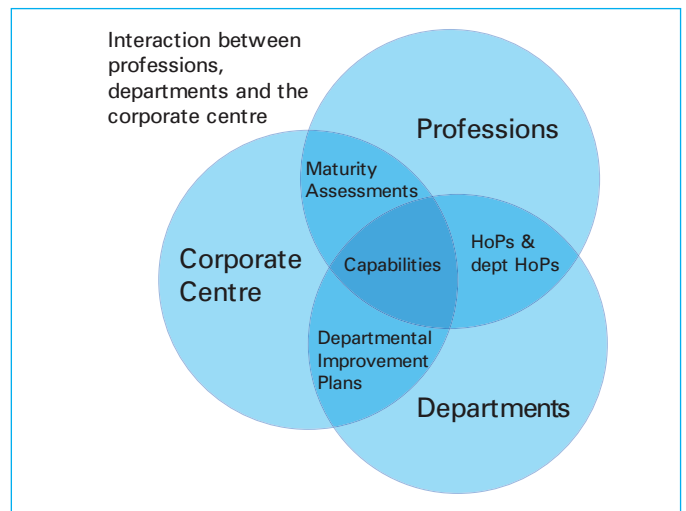 Interaction between
professions,
departments and the
corporate centre
Professions
Maturity
Assessments
HoPs &
dept HoPs
Corporate
Centre
Capabilities
Departmental
Improvement
Plans
Departments